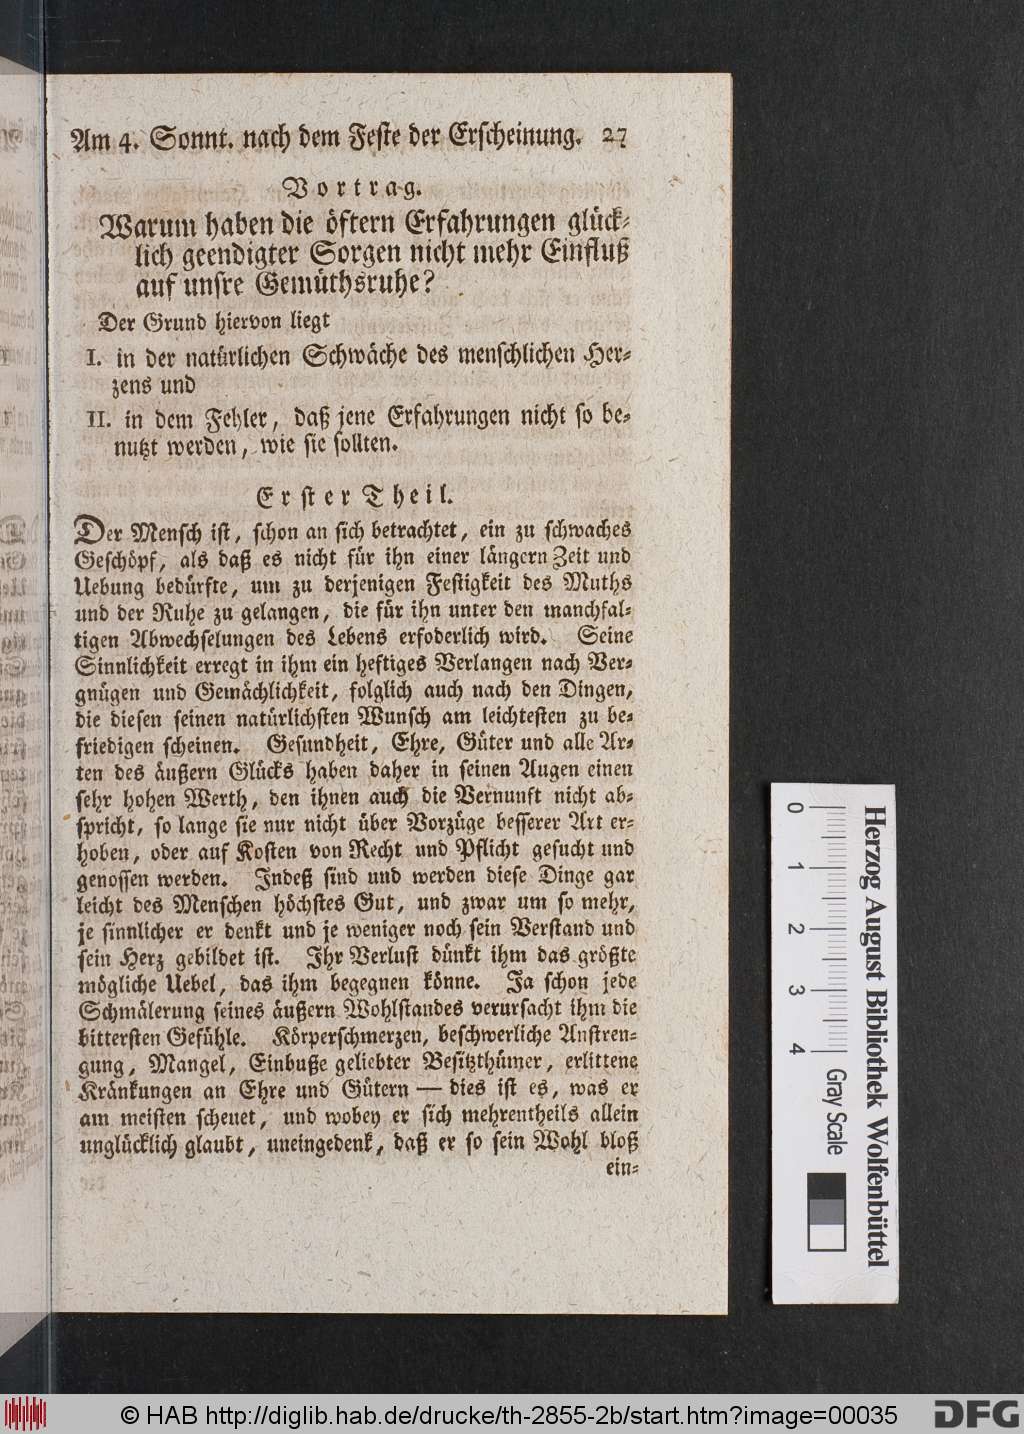 Am 4. Sonnt. nach dem Feste der Erscheinung. 27
Vortrag.
Warum haben die öftern Erfahrungen glück-
lich geendigter Sorgen nicht mehr Einfluß
auf unsre Gemüthsruhe?
Der Grund hiervon liegt
I. in der natürlichen Schwäche des menschlichen Her-
zens und
II. in dem Fehler, daß jene Erfahrungen nicht so be-
nutzt werden, wie sie sollten.
Erster Theil.
Der Mensch ist, schon an sich betrachtet, ein zu schwaches
Geschöpf, als daß es nicht für ihn einer längern Zeit und
Uebung bedürfte, um zu derjenigen Festigkeit des Muths
und der Ruhe zu gelangen, die für ihn unter den manchfal-
tigen Abwechselungen des Lebens erfoderlich wird. Seine
Sinnlichkeit erregt in ihm ein heftiges Verlangen nach Ver-
gnügen und Gemächlichkeit, folglich auch nach den Dingen,
die diesen seinen natürlichsten Wunsch am leichtesten zu be-
friedigen scheinen. Gesundheit, Ehre, Güter und alle Ar-
ten des äußern Glücks haben daher in seinen Augen einen
sehr hohen Werth, den ihnen auch die Vernunft nicht ab-
spricht, so lange sie nur nicht über Vorzüge besserer Art er-
hoben, oder auf Kosten von Recht und Pflicht gesucht und
genossen werden. Indeß sind und werden diese Dinge gar
leicht des Menschen höchstes Gut, und zwar um so mehr,
je sinnlicher er denkt und je weniger noch sein Verstand und
sein Herz gebildet ist. Ihr Verlust dünkt ihm das größte
mögliche Uebel, das ihm begegnen könne. Ja schon jede
Schmälerung seines äußern Wohlstandes verursacht ihm die
bittersten Gefühle. Körperschmerzen, beschwerliche Anstren-
gung, Mangel, Einbuße geliebter Besitzthümer, erlittene
Kränkungen an Ehre und Gütern — dies ist es, was er
am meisten scheuet, und wobey er sich mehrentheils allein
unglücklich glaubt, uneingedenk, daß er so sein Wohl bloß
ein-
0 1 2 3 4 Gray Scale
Herzog August Bibliothek Wolfenbüttel
© HAB http://diglib.hab.de/drucke/th-2855-2b/start.htm?image=00035
DFG